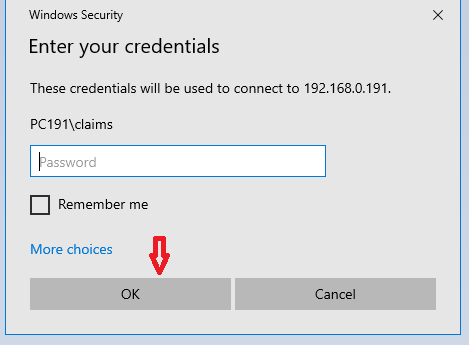 Windows Security
Enter your credentials
These credentials will be used to connect to 192.168.0.191.
PC191\claims
Password
Remember me
More choices
OK
Cancel